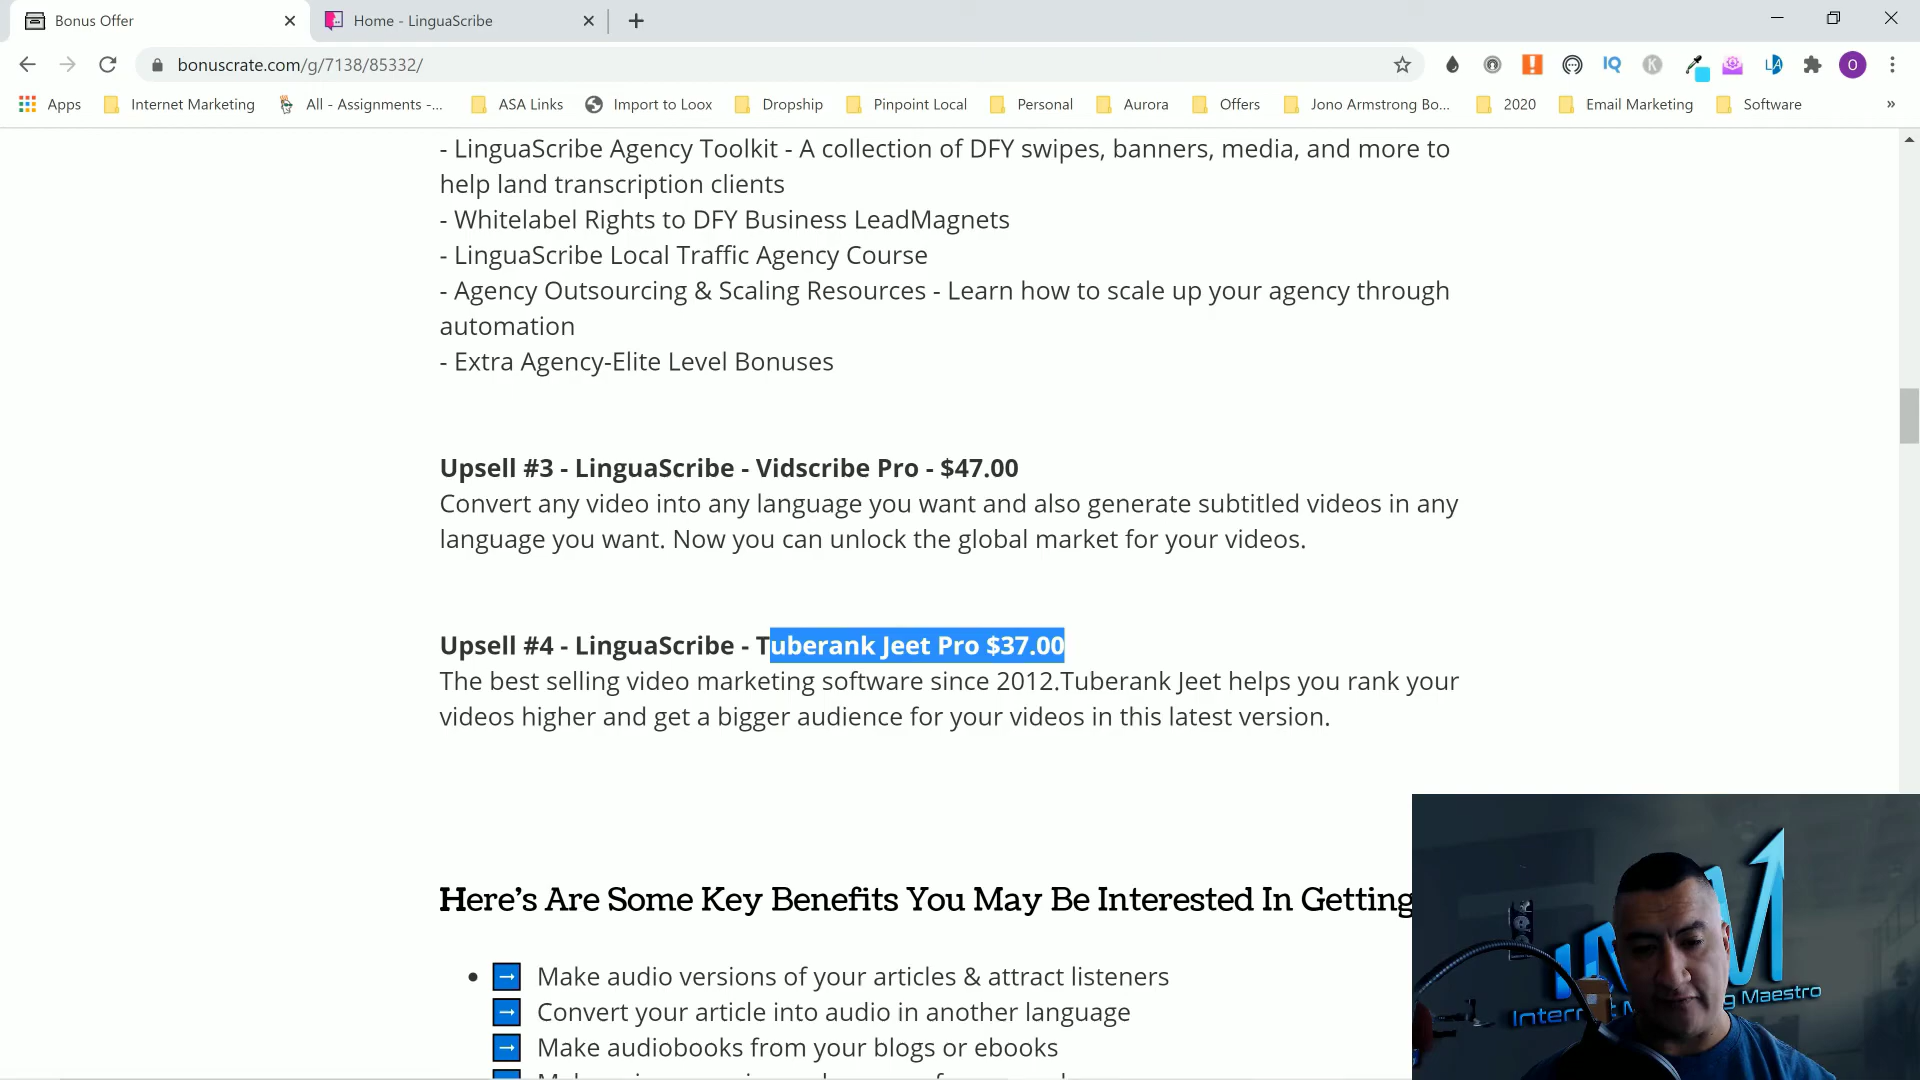 Bonus Offer
Home - LinguaScribe
bonuscrate.com/g/7138/85332/
IQ
K
O
Apps
Internet Marketing
All - Assignments -...
ASA Links
Import to Loox
Dropship
Pinpoint Local
Personal
Aurora
Offers
Jono Armstrong Bo...
2020
Email Marketing
Software
»
- LinguaScribe Agency Toolkit - A collection of DFY swipes, banners, media, and more to
help land transcription clients
- Whitelabel Rights to DFY Business LeadMagnets
- LinguaScribe Local Traffic Agency Course
- Agency Outsourcing & Scaling Resources - Learn how to scale up your agency through
automation
- Extra Agency-Elite Level Bonuses
Upsell #3 - LinguaScribe - Vidscribe Pro - $47.00
Convert any video into any language you want and also generate subtitled videos in any
language you want. Now you can unlock the global market for your videos.
Upsell #4 - LinguaScribe - Tuberank Jeet Pro $37.00
The best selling video marketing software since 2012.Tuberank Jeet helps you rank your
videos higher and get a bigger audience for your videos in this latest version.
Here's Are Some Key Benefits You May Be Interested In Getting
Make audio versions of your articles & attract listeners
Convert your article into audio in another language
Make audiobooks from your blogs or ebooks
Maestro